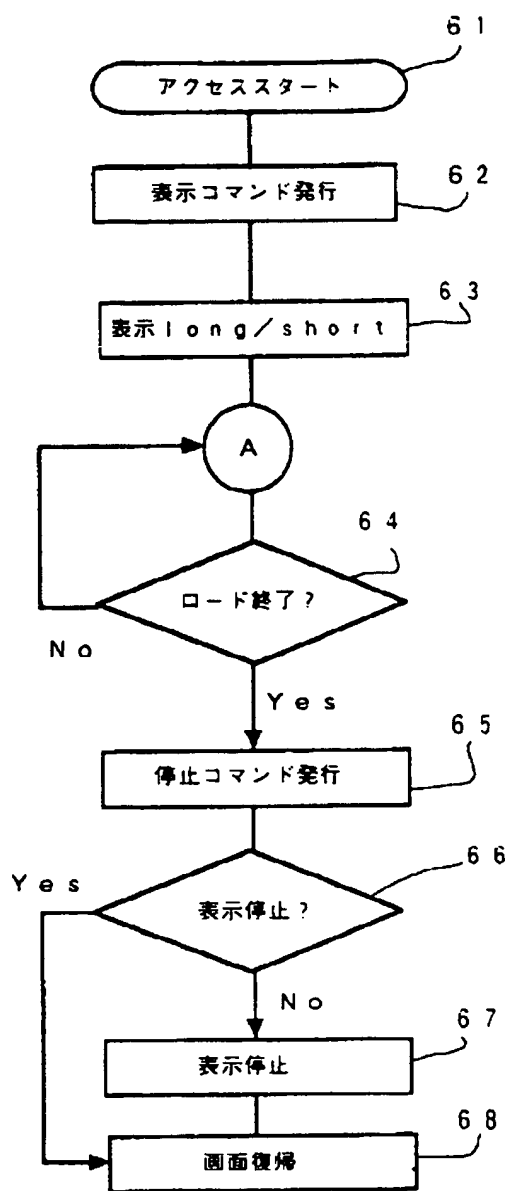 61
アクセススタート
62
表示コマンド発行
63
表示long/short
A
64
ロード終了?
No
Yes
65
停止コマンド発行
66
Yes
表示停止?
No
67
表示停止
68
画面復帰